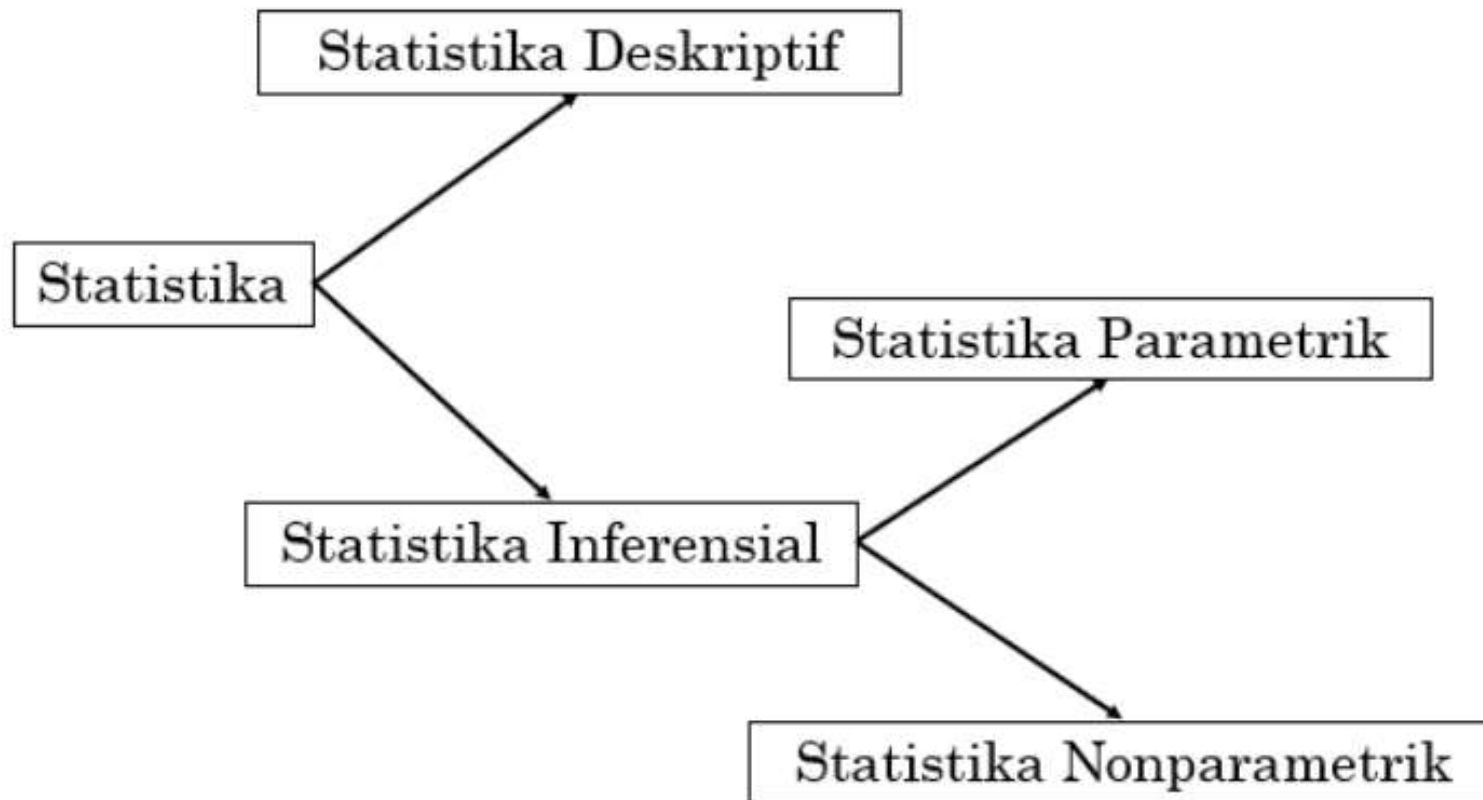 Statistika Deskriptif
Statistika
Statistika Parametrik
Statistika Inferensial
Statistika Nonparametrik